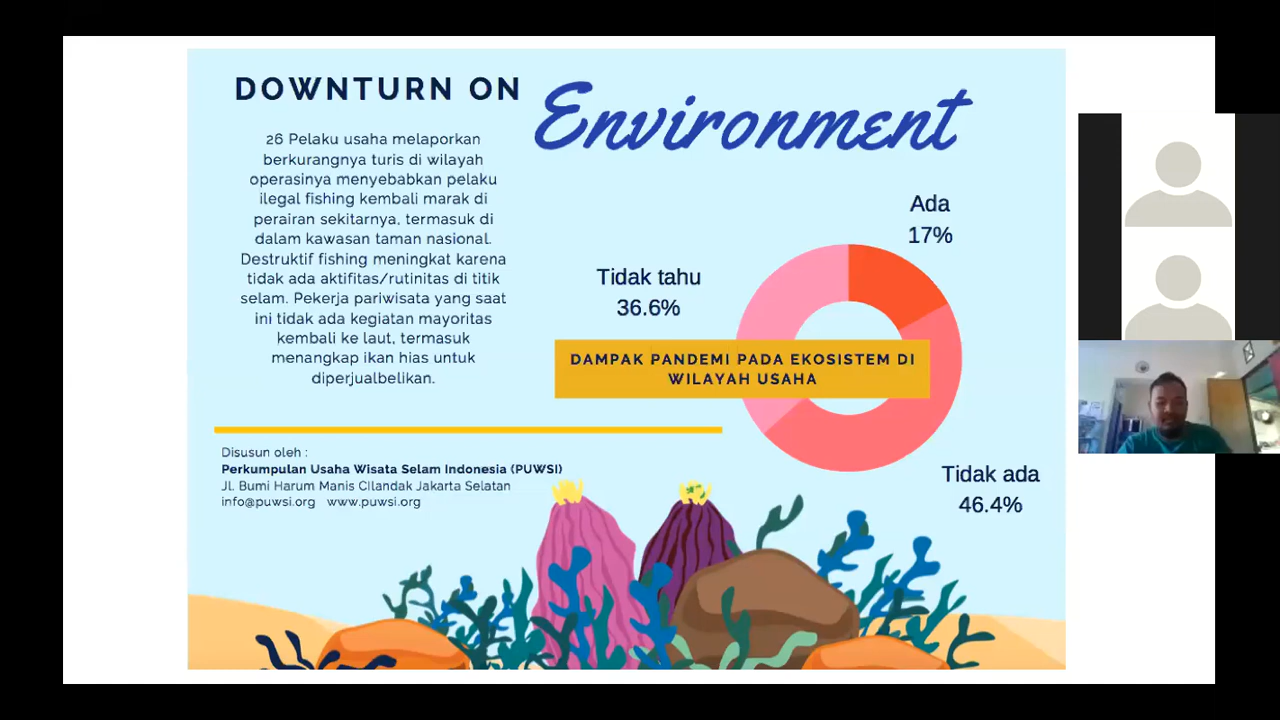 DOWNTURN ON
Environment
26 Pelaku usaha melaporkan
berkurangnya turis di wilayah
operasinya menyebabkan pelaku
ilegal fishing kembali marak di
perairan sekitarnya, termasuk di
dalam kawasan taman nasional.
Destruktif fishing meningkat karena
tidak ada aktifitas/rutinitas di titik
selam. Pekerja pariwisata yang saat
ini tidak ada kegiatan mayoritas
kembali ke laut, termasuk
menangkap ikan hias untuk
diperjualbelikan.
Ada
17%
Tidak tahu
36.6%
DAMPAK PANDEMI PADA EKOSISTEM DI
WILAYAH USAHA
Tidak ada
46.4%
Disusun oleh :
Perkumpulan Usaha Wisata Selam Indonesia (PUWSI)
Jl. Bumi Harum Manis CIlandak Jakarta Selatan
info@puwsi.org www.puwsi.org